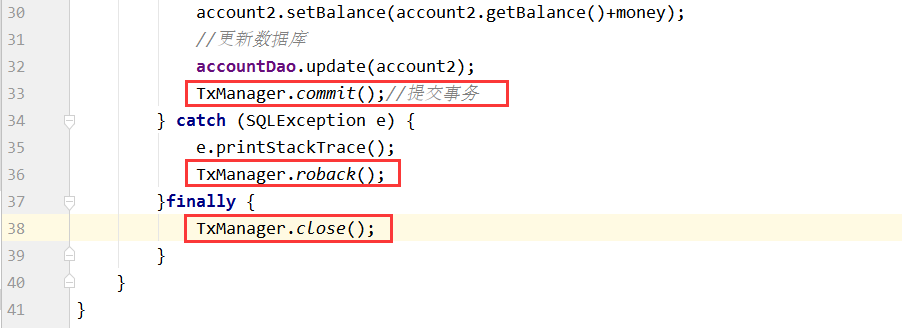 30 account2.setBalance(account2.getBalance()+money);
31 //更新数据库
32 accountDao.update(account2);
33 TxManager.commit();//提交事务
34 } catch (SQLException e) {
35 e.printStackTrace();
36 TxManager.roback();
37 }finally {
38 TxManager.close();
39 }
40 }
41 }